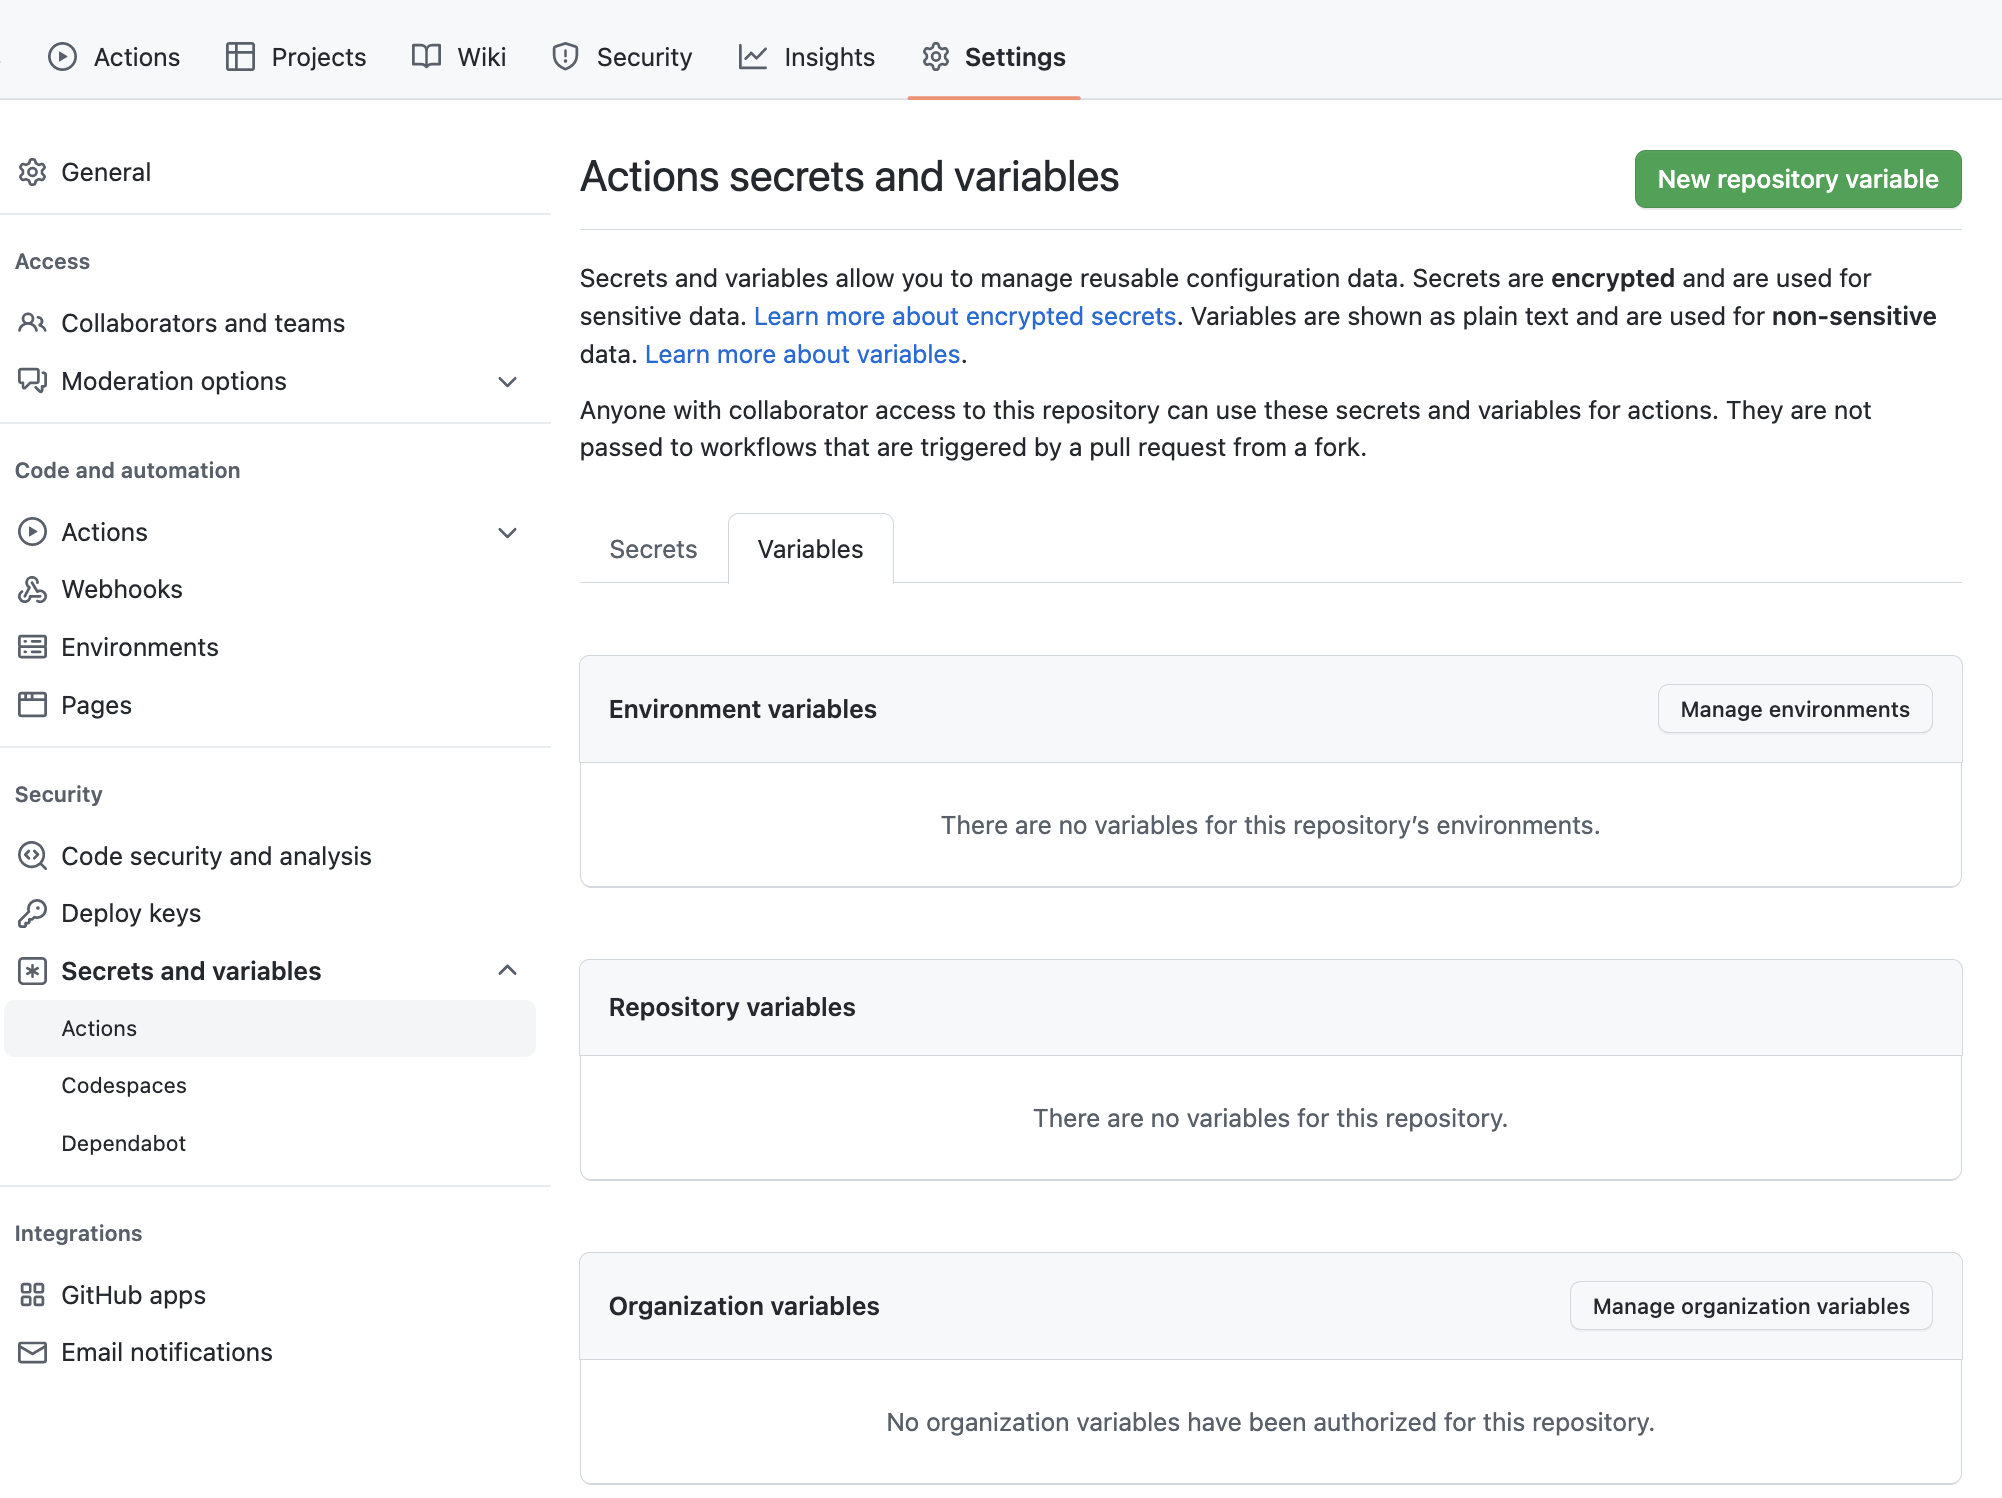 Actions
Projects
Wiki
Security
Insights
Settings
General
Access
Collaborators and teams
Moderation options
Code and automation
Actions
Webhooks
Environments
Pages
Security
Code security and analysis
Deploy keys
Secrets and variables
Actions
Codespaces
Dependabot
Integrations
GitHub apps
Email notifications
Actions secrets and variables
New repository variable
Secrets and variables allow you to manage reusable configuration data. Secrets are encrypted and are used for
sensitive data. Learn more about encrypted secrets. Variables are shown as plain text and are used for non-sensitive
data. Learn more about variables.
Anyone with collaborator access to this repository can use these secrets and variables for actions. They are not
passed to workflows that are triggered by a pull request from a fork.
Secrets
Variables
Environment variables
Manage environments
There are no variables for this repository’s environments.
Repository variables
There are no variables for this repository.
Organization variables
Manage organization variables
No organization variables have been authorized for this repository.